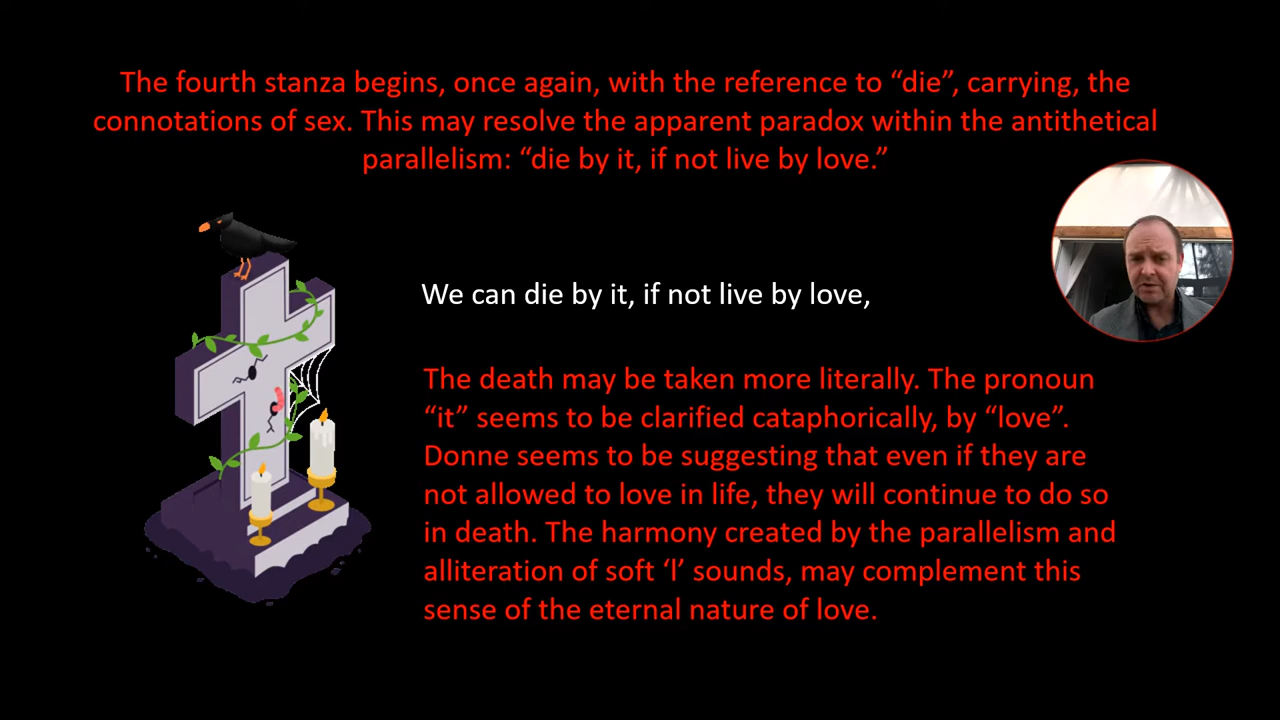 The fourth stanza begins, once again, with the reference to “die”, carrying, the
connotations of sex. This may resolve the apparent paradox within the antithetical
parallelism: “die by it, if not live by love.”
We can die by it, if not live by love,
The death may be taken more literally. The pronoun
“it” seems to be clarified cataphorically, by “love”.
Donne seems to be suggesting that even if they are
not allowed to love in life, they will continue to do so
in death. The harmony created by the parallelism and
alliteration of soft ‘l’ sounds, may complement this
sense of the eternal nature of love.